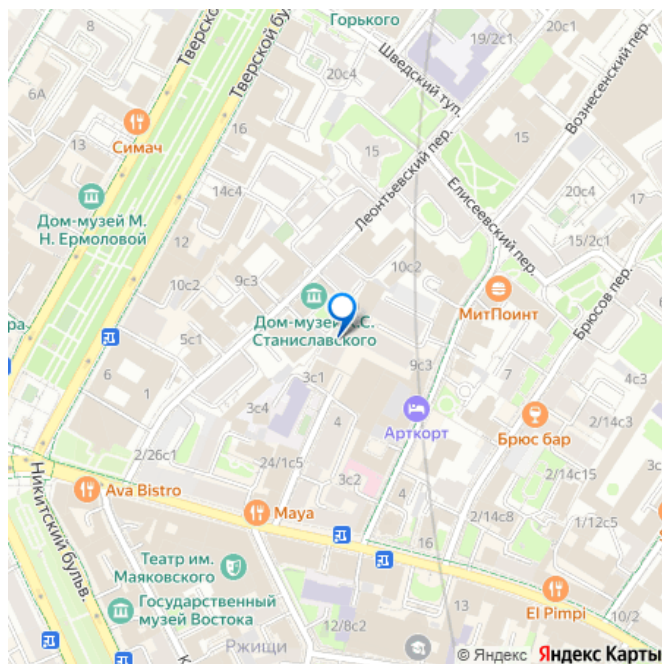 Горького
19/2с1
20с1
Тверско
Тверской бул
Шведский туп.
Вознесенский пер.
6А
20с4
Симач
13
16
15
15
Леонтьевский пер.
Елисеевский пер.
20с4
14с4
Дом-музей М.
Н. Ермоловой
12
15/2с1
10с2
9с3
10с2
Брюсов пер.
МитПоинт
Дом-музей К.С.
Станиславского
ра
5с1
6
1
3с1
9с3
7
4с3
3с4
4
Арткорт
Брюс бар
2/14с3
2/26с1
24/1с5
3с2
2/14с15
Никитский бульв.
Ava Bistro
Maya
4
2/14с8
1/12с5
16
Театр им.
Маяковского
El Pimpi
Государственный
музей Востока
13
10/2
12/8с2
Ржищи
© Яндекс Яндекс Карты